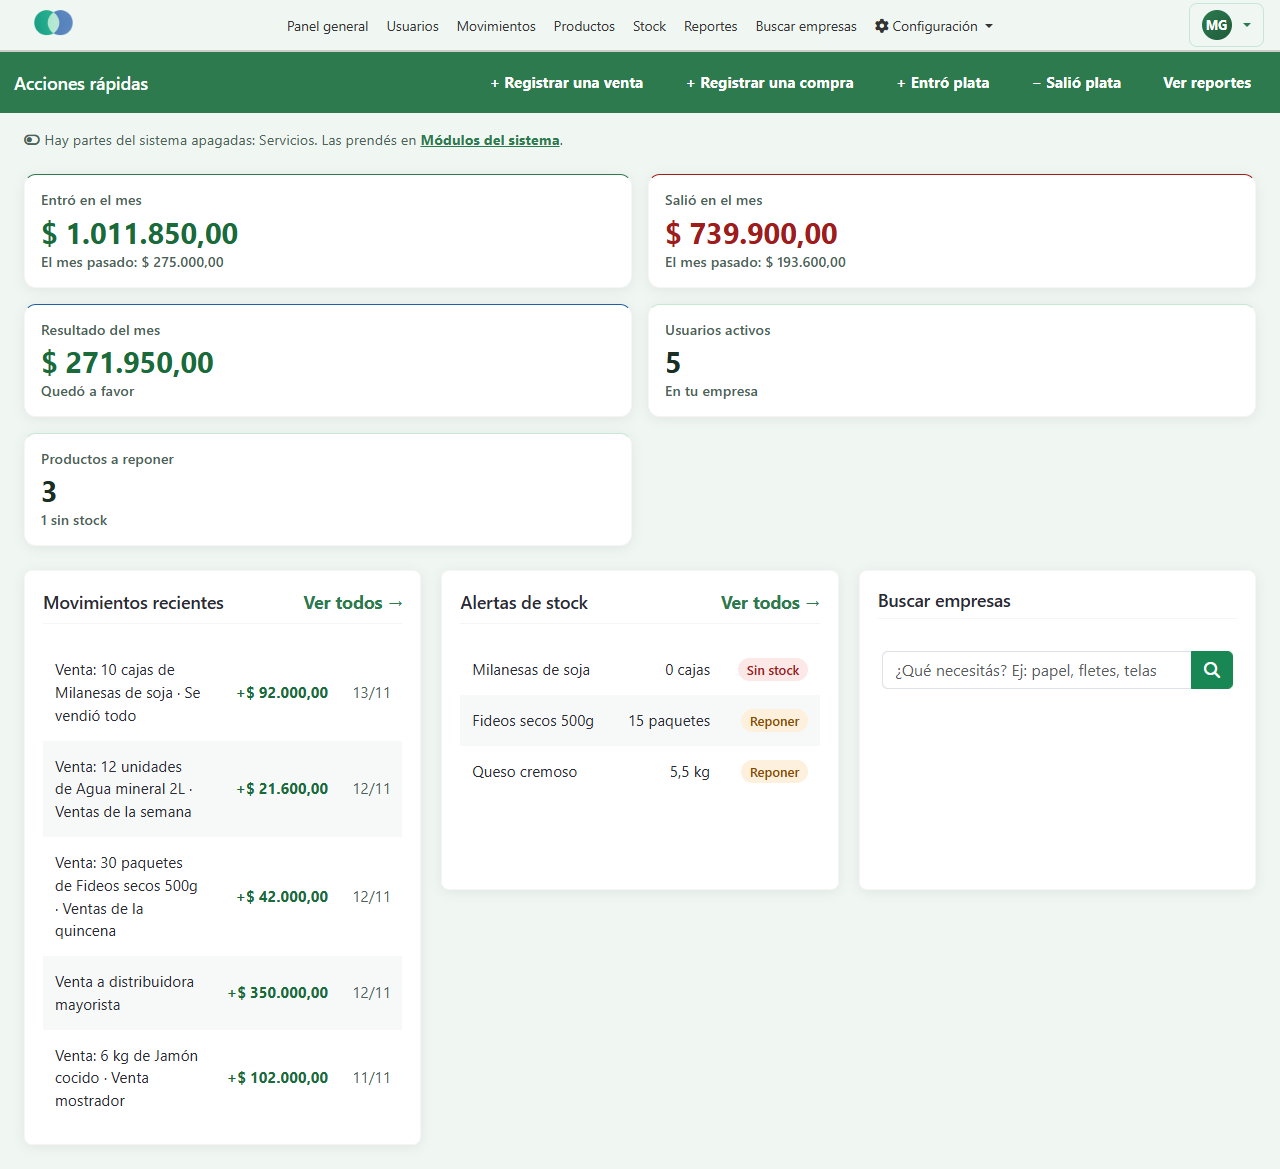 Panel general Usuarios Movimientos Productos Stock Reportes Buscar empresas Configuración MG
Acciones rápidas + Registrar una venta + Registrar una compra + Entró plata − Salió plata Ver reportes
Hay partes del sistema apagadas: Servicios. Las prendés en Módulos del sistema.
Entró en el mes
$ 1.011.850,00
El mes pasado: $ 275.000,00
Salió en el mes
$ 739.900,00
El mes pasado: $ 193.600,00
Resultado del mes
$ 271.950,00
Quedó a favor
Usuarios activos
5
En tu empresa
Productos a reponer
3
1 sin stock
Movimientos recientes Ver todos →
Venta: 10 cajas de
Milanesas de soja · Se
vendió todo
+$ 92.000,00 13/11
Venta: 12 unidades
de Agua mineral 2L ·
Ventas de la semana
+$ 21.600,00 12/11
Venta: 30 paquetes
de Fideos secos 500g
· Ventas de la
quincena
+$ 42.000,00 12/11
Venta a distribuidora
mayorista
+$ 350.000,00 12/11
Venta: 6 kg de Jamón
cocido · Venta
mostrador
+$ 102.000,00 11/11
Alertas de stock Ver todos →
Milanesas de soja 0 cajas Sin stock
Fideos secos 500g 15 paquetes Reponer
Queso cremoso 5,5 kg Reponer
Buscar empresas
¿Qué necesitás? Ej: papel, fletes, telas